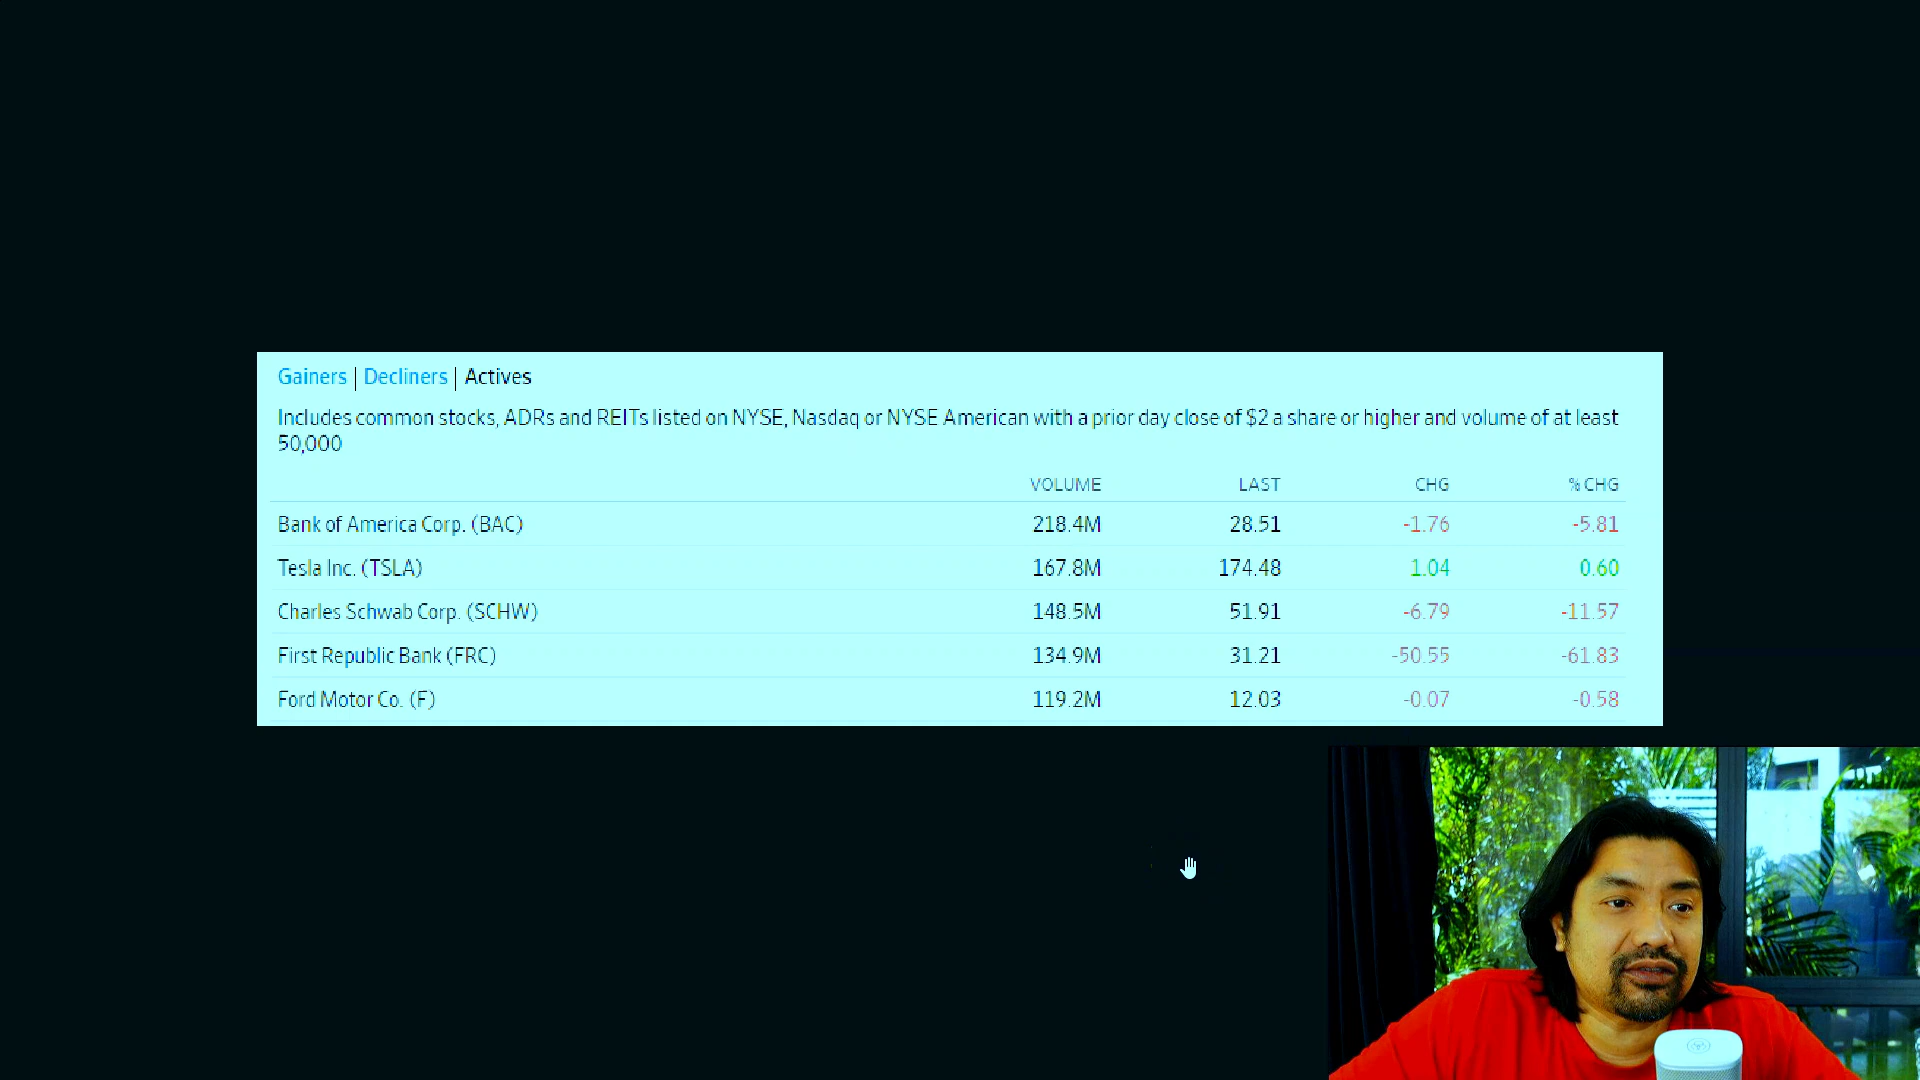 Gainers | Decliners | Actives
Includes common stocks, ADRs and REITs listed on NYSE, Nasdaq or NYSE American with a prior day close of $2 a share or higher and volume of at least
50,000
VOLUME LAST CHG % CHG
Bank of America Corp. (BAC) 218.4M 28.51 -1.76 -5.81
Tesla Inc. (TSLA) 167.8M 174.48 1.04 0.60
Charles Schwab Corp. (SCHW) 148.5M 51.91 -6.79 -11.57
First Republic Bank (FRC) 134.9M 31.21 -50.55 -61.83
Ford Motor Co. (F) 119.2M 12.03 -0.07 -0.58